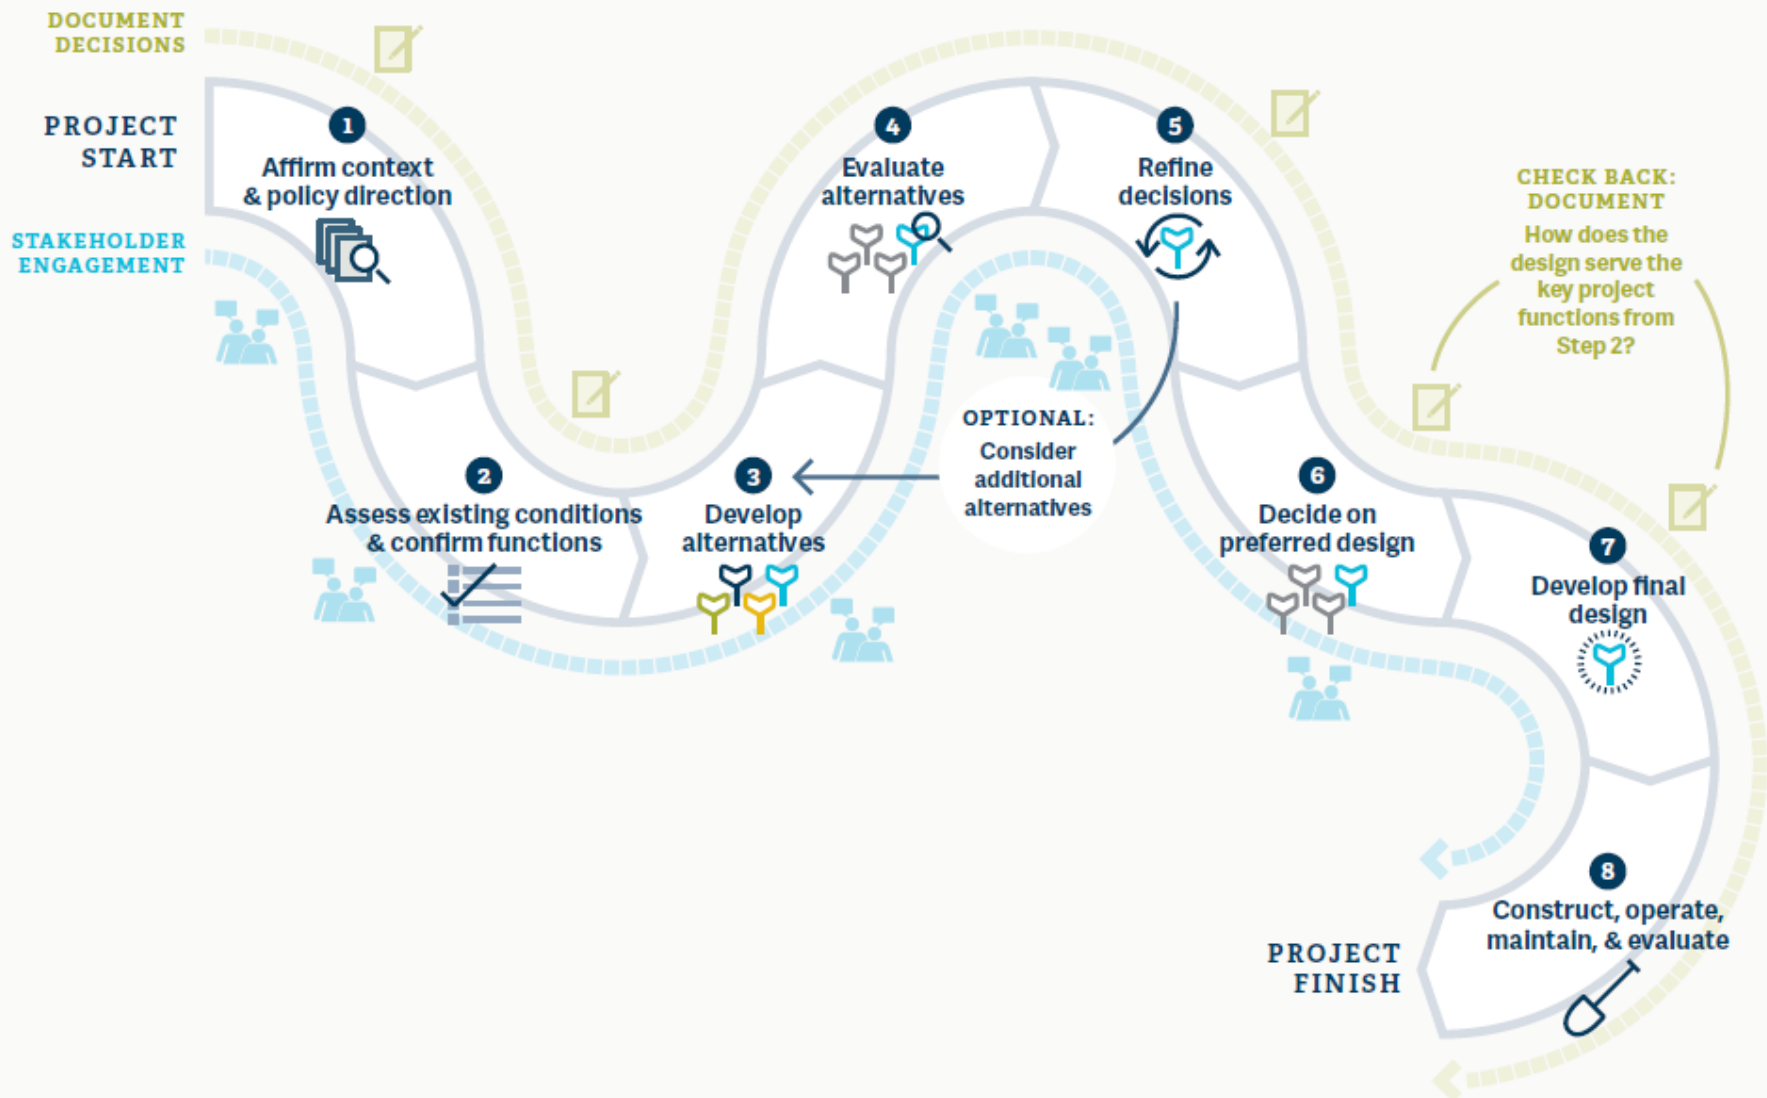 DOCUMENT
DECISIONS
PROJECT
START
STAKEHOLDER
ENGAGEMENT
1
Affirm context
& policy direction
2
Assess existing conditions
& confirm functions
3
Develop
alternatives
4
Evaluate
alternatives
5
Refine
decisions
OPTIONAL:
Consider
additional
alternatives
6
Decide on
preferred design
CHECK BACK:
DOCUMENT
How does the
design serve the
key project
functions from
Step 2?
7
Develop final
design
8
Construct, operate,
maintain, & evaluate
PROJECT
FINISH